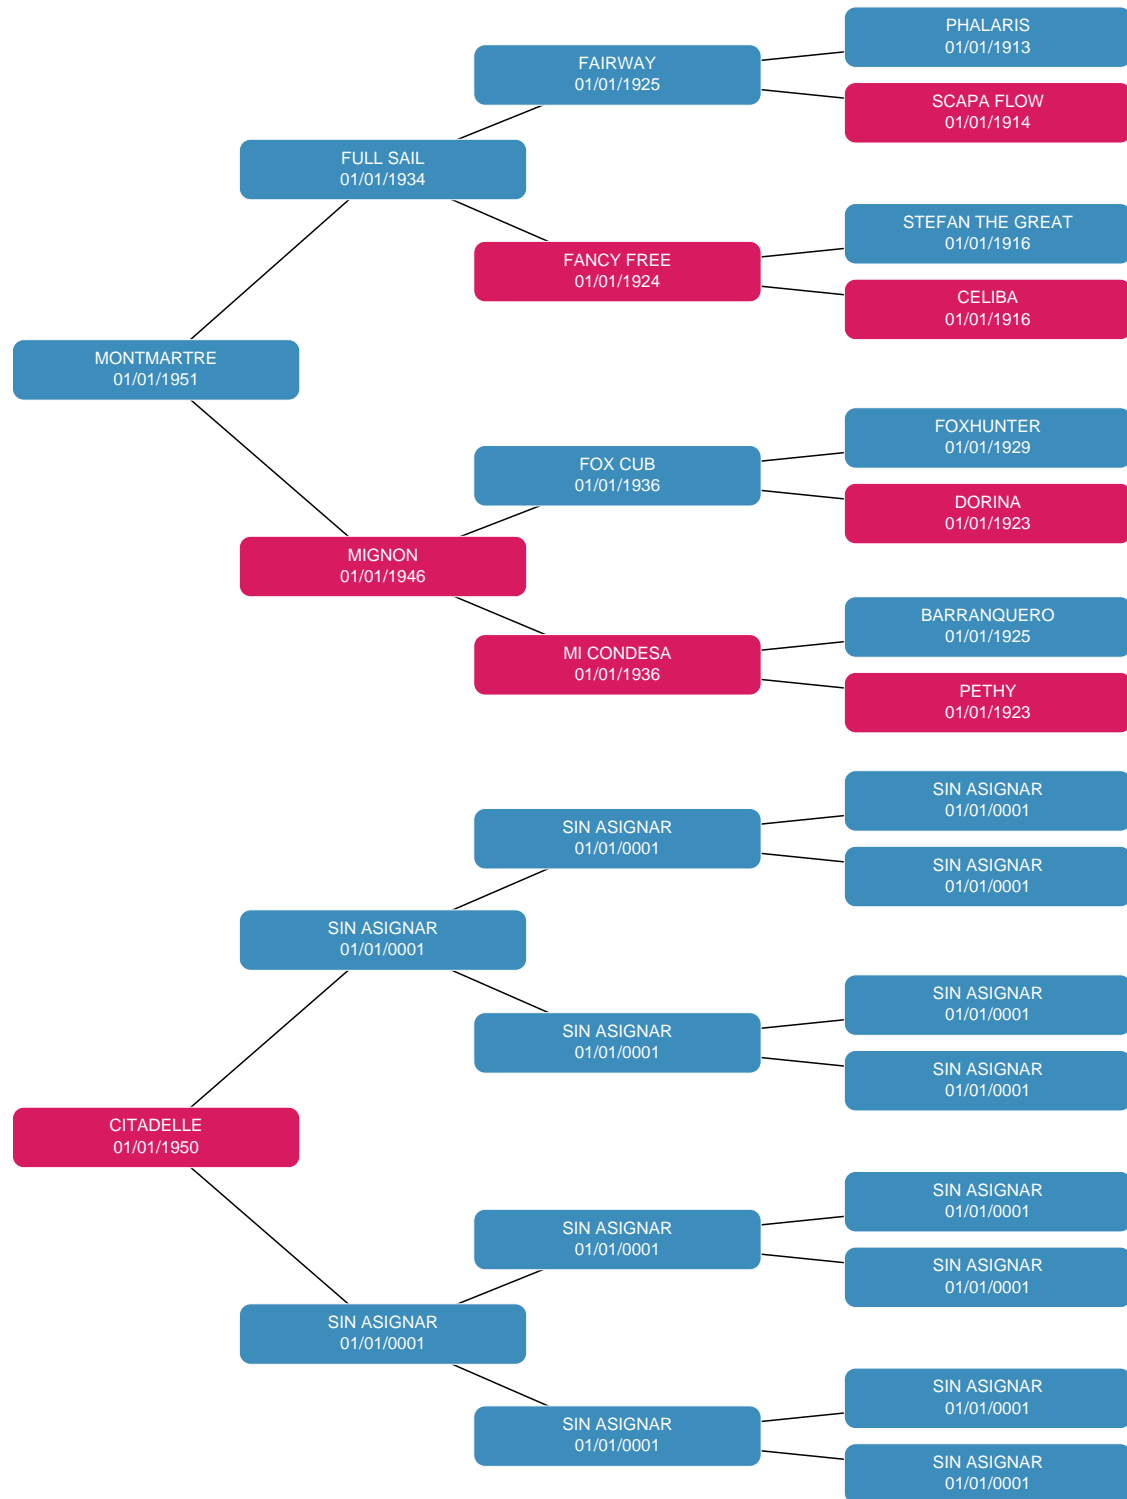 PHALARIS
01/01/1913
FAIRWAY
01/01/1925
SCAPA FLOW
01/01/1914
FULL SAIL
01/01/1934
STEFAN THE GREAT
01/01/1916
FANCY FREE
01/01/1924
CELIBA
01/01/1916
MONTMARTRE
01/01/1951
FOXHUNTER
01/01/1929
FOX CUB
01/01/1936
DORINA
01/01/1923
MIGNON
01/01/1946
BARRANQUERO
01/01/1925
MI CONDESA
01/01/1936
PETHY
01/01/1923
SIN ASIGNAR
01/01/0001
SIN ASIGNAR
01/01/0001
SIN ASIGNAR
01/01/0001
SIN ASIGNAR
01/01/0001
SIN ASIGNAR
01/01/0001
SIN ASIGNAR
01/01/0001
SIN ASIGNAR
01/01/0001
CITADELLE
01/01/1950
SIN ASIGNAR
01/01/0001
SIN ASIGNAR
01/01/0001
SIN ASIGNAR
01/01/0001
SIN ASIGNAR
01/01/0001
SIN ASIGNAR
01/01/0001
SIN ASIGNAR
01/01/0001
SIN ASIGNAR
01/01/0001